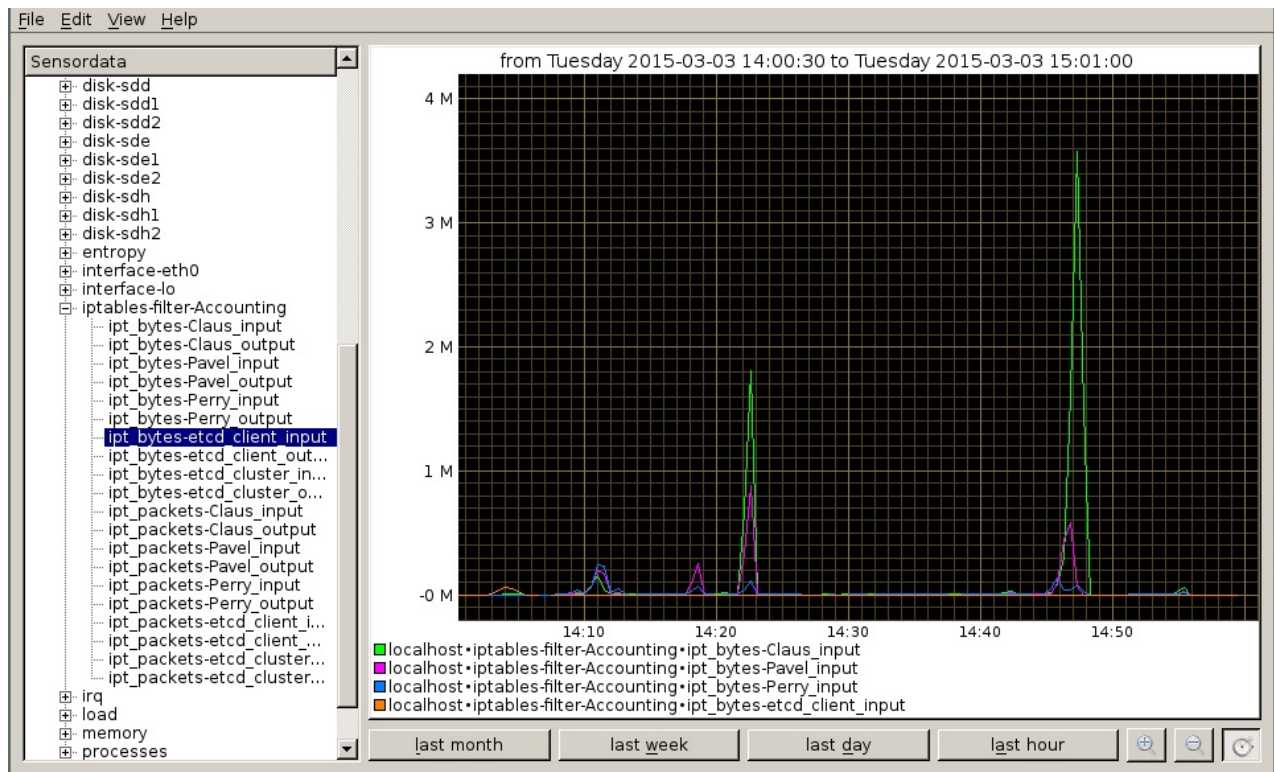 File Edit View Help
Sensordata
disk-sdd
disk-sdd1
disk-sdd2
disk-sde
disk-sde1
disk-sde2
disk-sdh
disk-sdh1
disk-sdh2
entropy
interface-eth0
interface-lo
iptables-filter-Accounting
ipt_bytes-Claus_input
ipt_bytes-Claus_output
ipt_bytes-Pavel_input
ipt_bytes-Pavel_output
ipt_bytes-Perry_input
ipt_bytes-Perry_output
ipt_bytes-etcd_client_input
ipt_bytes-etcd_client_out...
ipt_bytes-etcd_cluster_in...
ipt_bytes-etcd_cluster_o...
ipt_packets-Claus_input
ipt_packets-Claus_output
ipt_packets-Pavel_input
ipt_packets-Pavel_output
ipt_packets-Perry_input
ipt_packets-Perry_output
ipt_packets-etcd_client_i...
ipt_packets-etcd_client_...
ipt_packets-etcd_cluster...
ipt_packets-etcd_cluster...
irq
load
memory
processes
from Tuesday 2015-03-03 14:00:30 to Tuesday 2015-03-03 15:01:00
4 M
3 M
2 M
1 M
-0 M
14:10 14:20 14:30 14:40 14:50
localhost•iptables-filter-Accounting•ipt_bytes-Claus_input
localhost•iptables-filter-Accounting•ipt_bytes-Pavel_input
localhost•iptables-filter-Accounting•ipt_bytes-Perry_input
localhost•iptables-filter-Accounting•ipt_bytes-etcd_client_input
last month last week last day last hour